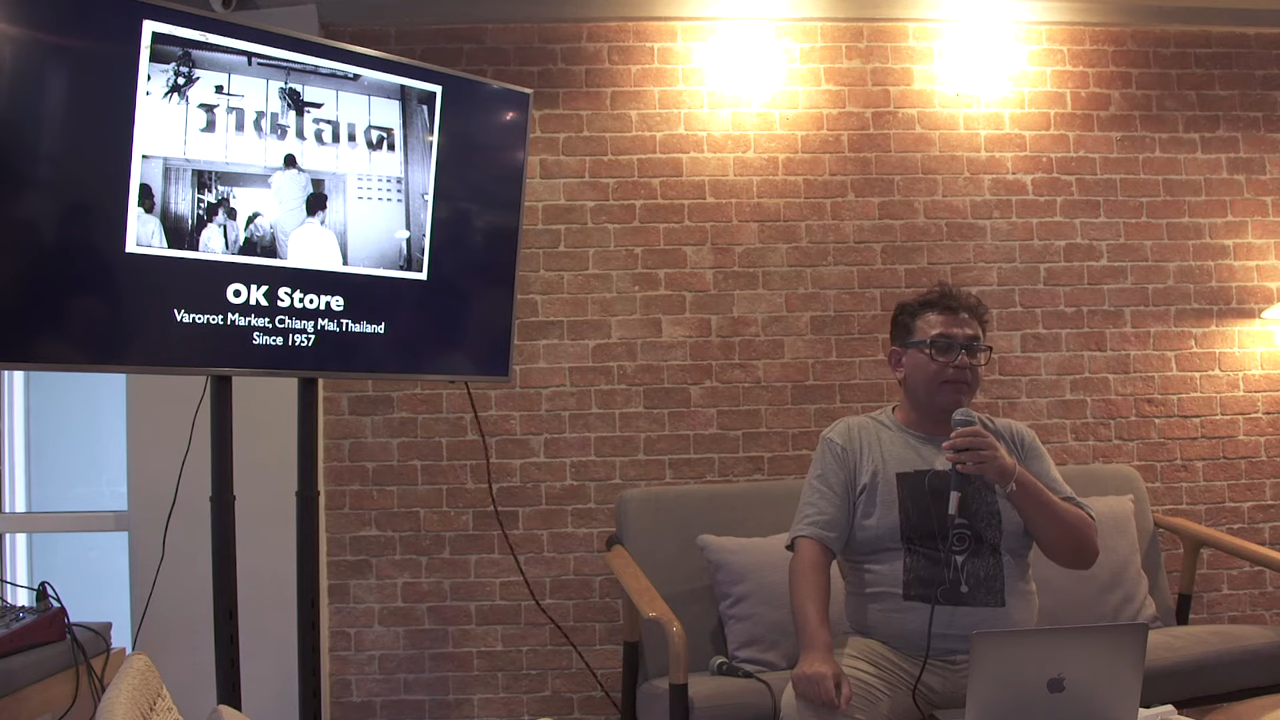 ร้านโอเค
OK Store
Varorot Market, Chiang Mai, Thailand
Since 1957